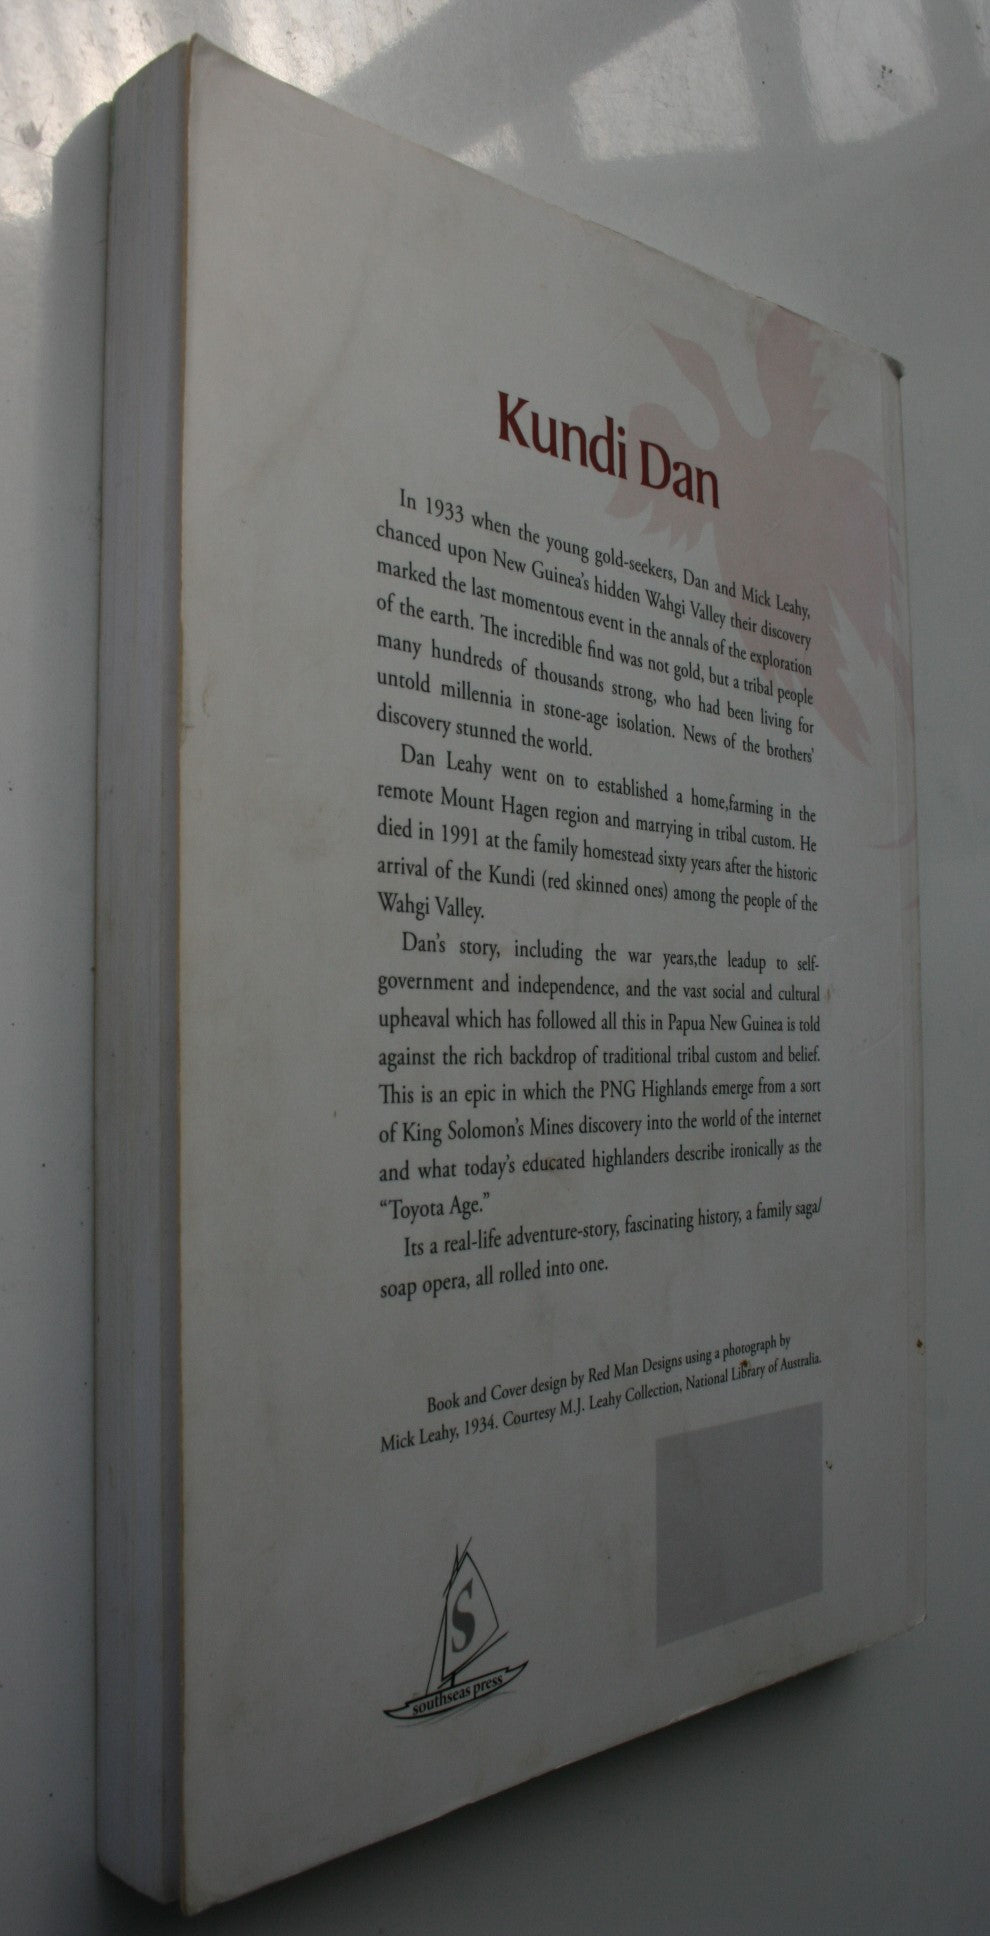 Kundi Dan
In 1933 when the young gold-seekers, Dan and Mick Leahy,
chanced upon New Guinea's hidden Wahgi Valley their discovery
marked the last momentous event in the annals of the exploration
of the earth. The incredible find was not gold, but a tribal people
many hundreds of thousands strong, who had been living for
untold millennia in stone-age isolation. News of the brothers'
discovery stunned the world.
Dan Leahy went on to established a home,farming in the
remote Mount Hagen region and marrying in tribal custom. He
died in 1991 at the family homestead sixty years after the historic
arrival of the Kundi (red skinned ones) among the people of the
Wahgi Valley.
Dan's story, including the war years,the leadup to self-
government and independence, and the vast social and cultural
upheaval which has followed all this in Papua New Guinea is told
against the rich backdrop of traditional tribal custom and belief.
This is an epic in which the PNG Highlands emerge from a sort
of King Solomon's Mines discovery into the world of the internet
and what today's educated highlanders describe ironically as the
“Toyota Age.”
Its a real-life adventure-story, fascinating history, a family saga/
soap opera, all rolled into one.
Book and Cover design by Red Man Designs using a photograph by
Mick Leahy, 1934. Courtesy M.J. Leahy Collection, National Library of Australia.
S
southseas press